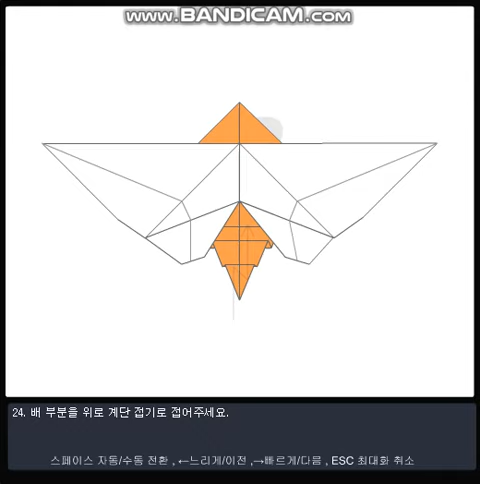 www.BANDICAM.com
24. 배 부분을 위로 계단 접기로 접어주세요.
스페이스 자동/수동 전환 , ←느리게/이전 ,→빠르게/다음 , ESC 최대화 취소